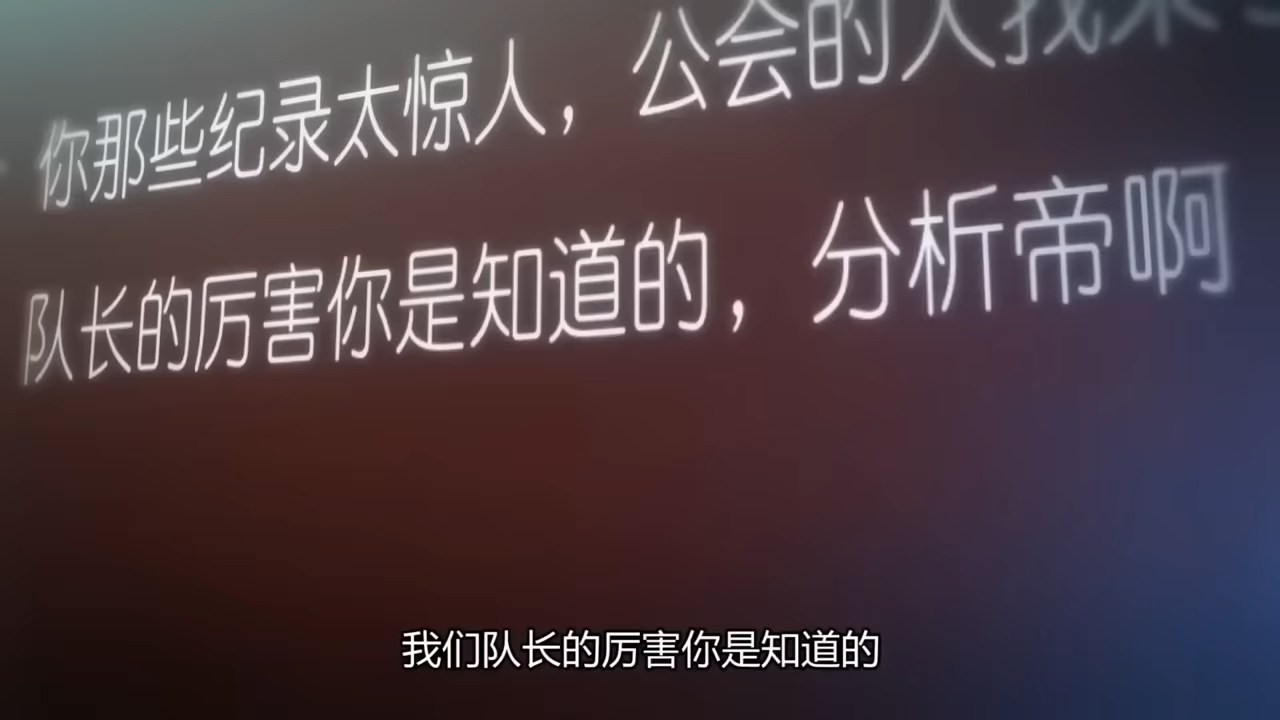 你那些纪录太惊人，公会的人找来
队长的厉害你是知道的，分析帝啊
我们队长的厉害你是知道的